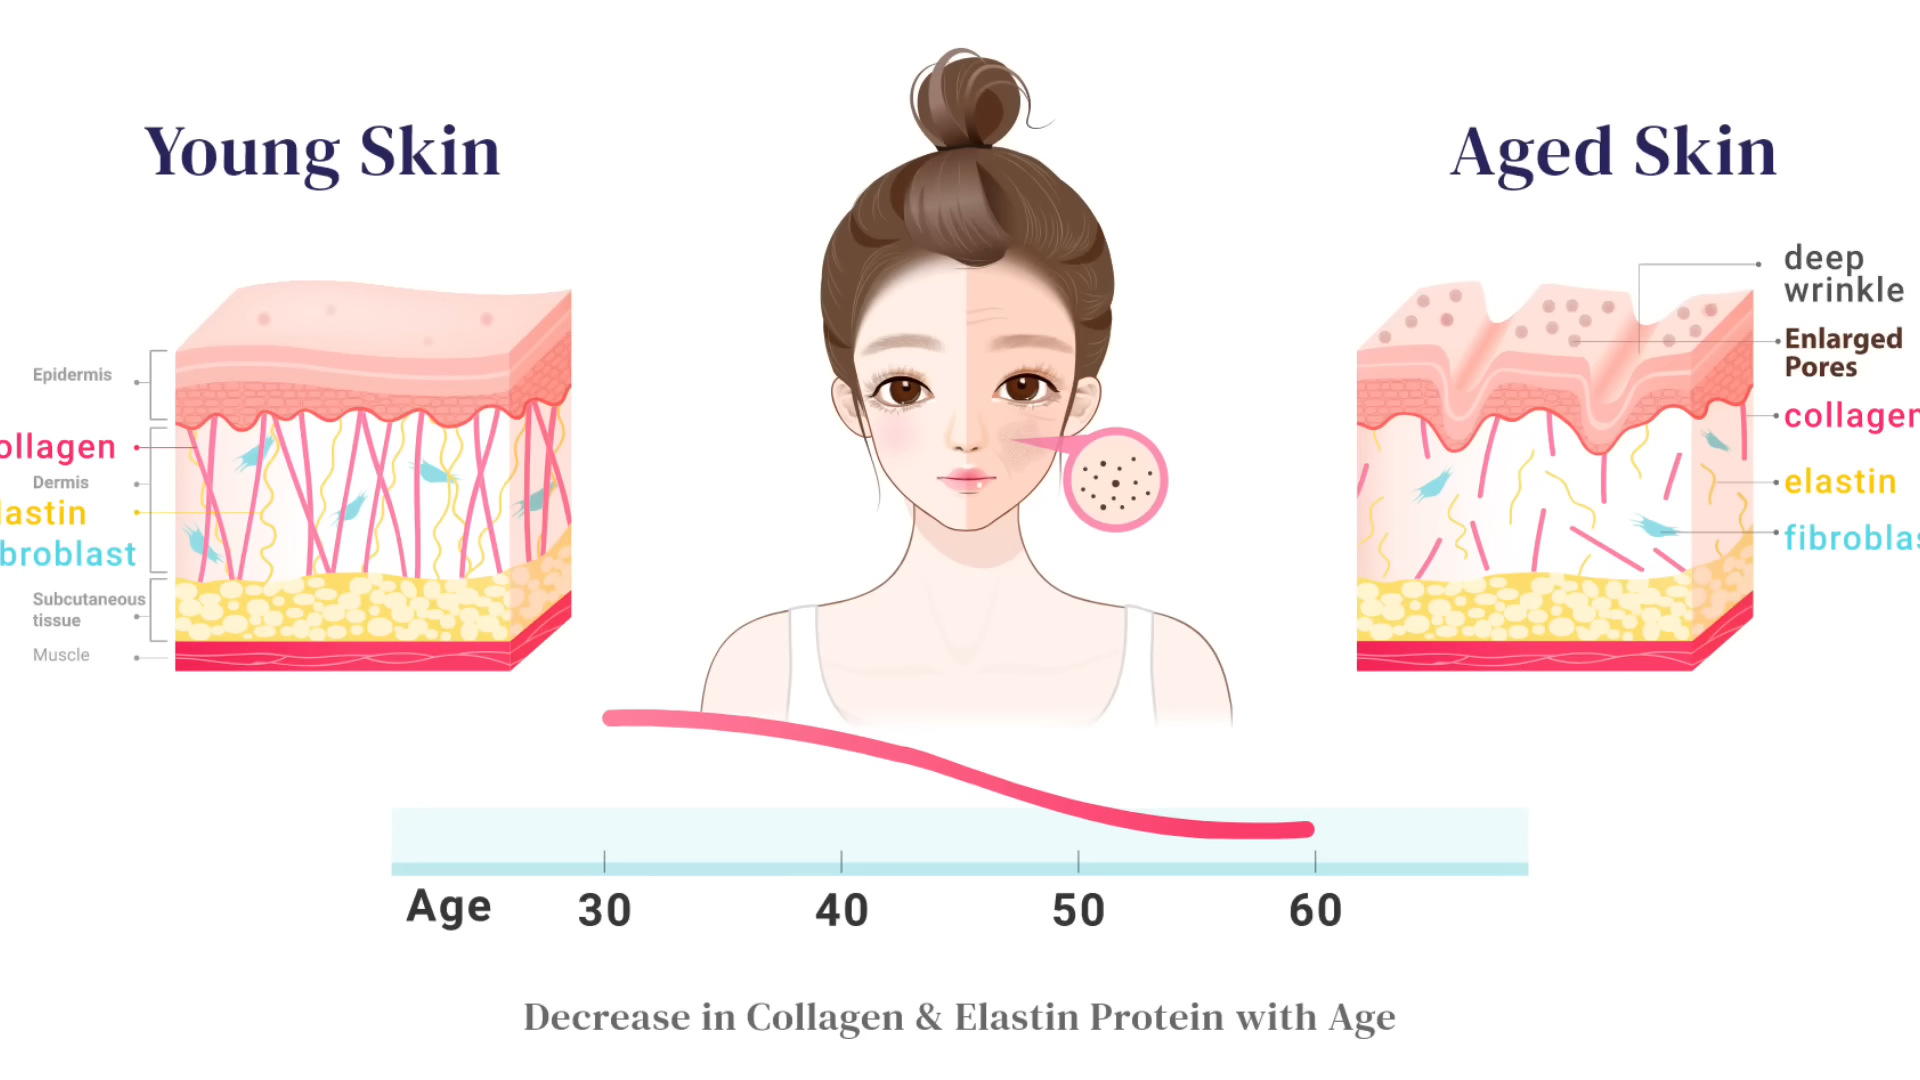 Young Skin
Aged Skin
Epidermis
ollagen
Dermis
lastin
broblast
Subcutaneous
tissue
Muscle
deep
wrinkle
Enlarged
Pores
collagen
elastin
fibroblas
Age 30 40 50 60
Decrease in Collagen & Elastin Protein with Age